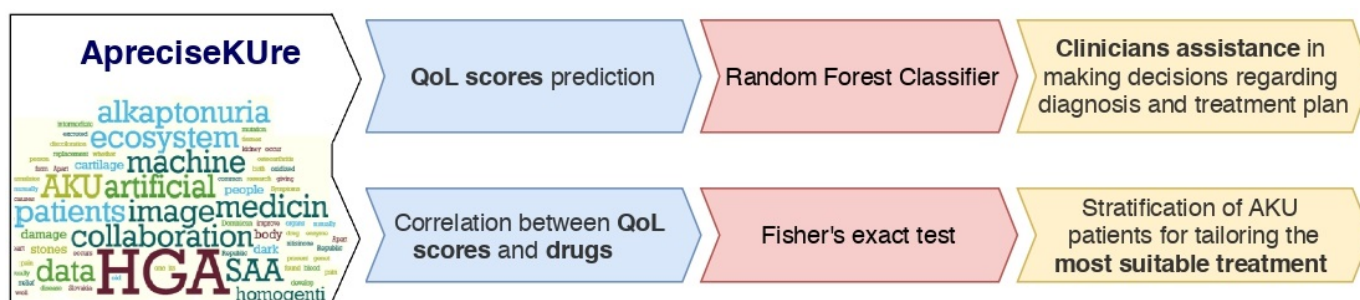 ApreciseKUre
alkaptonuria
ecosystem
machine
cartilage
AKU artificial
people
patients image medicin
damage collaboration body
stones dark
data HGA SAA
homogenti
QoL scores prediction
Random Forest Classifier
Clinicians assistance in
making decisions regarding
diagnosis and treatment plan
Correlation between QoL
scores and drugs
Fisher's exact test
Stratification of AKU
patients for tailoring the
most suitable treatment